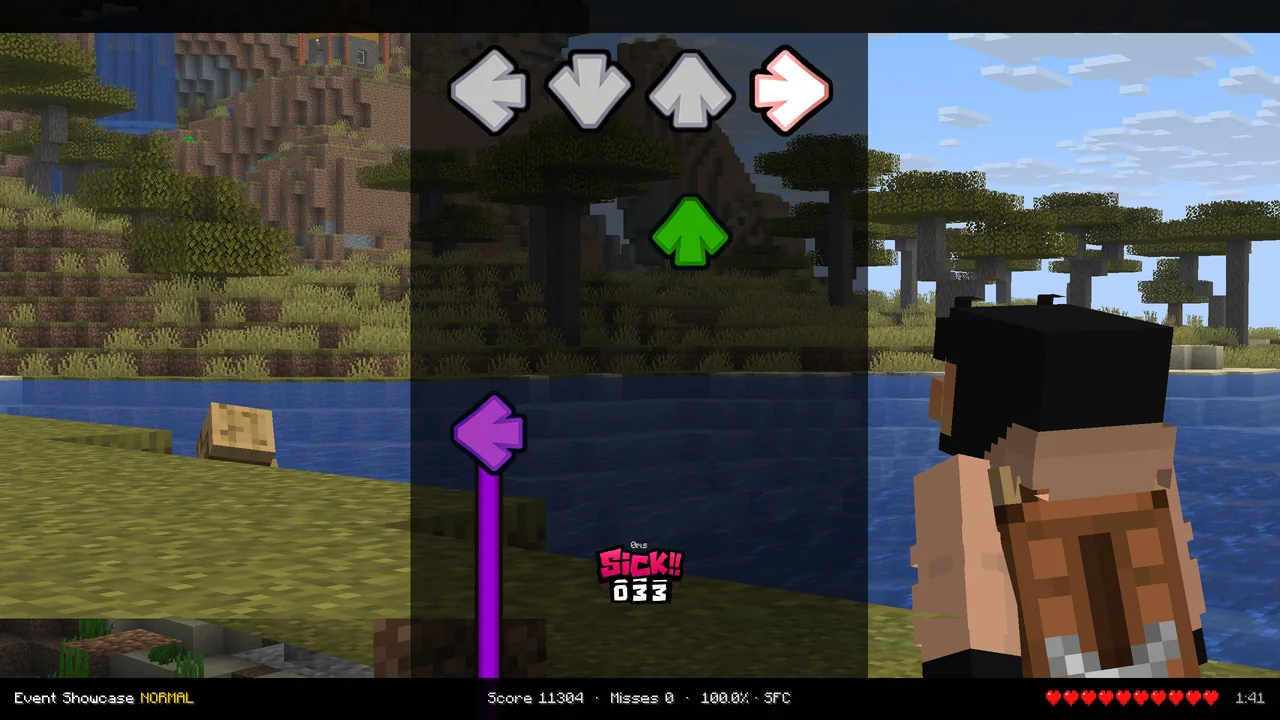 0ms
SiCK!!
033
Event Showcase NORMAL
Score 11304 · Misses 0 · 100.0% · SFC
1:41